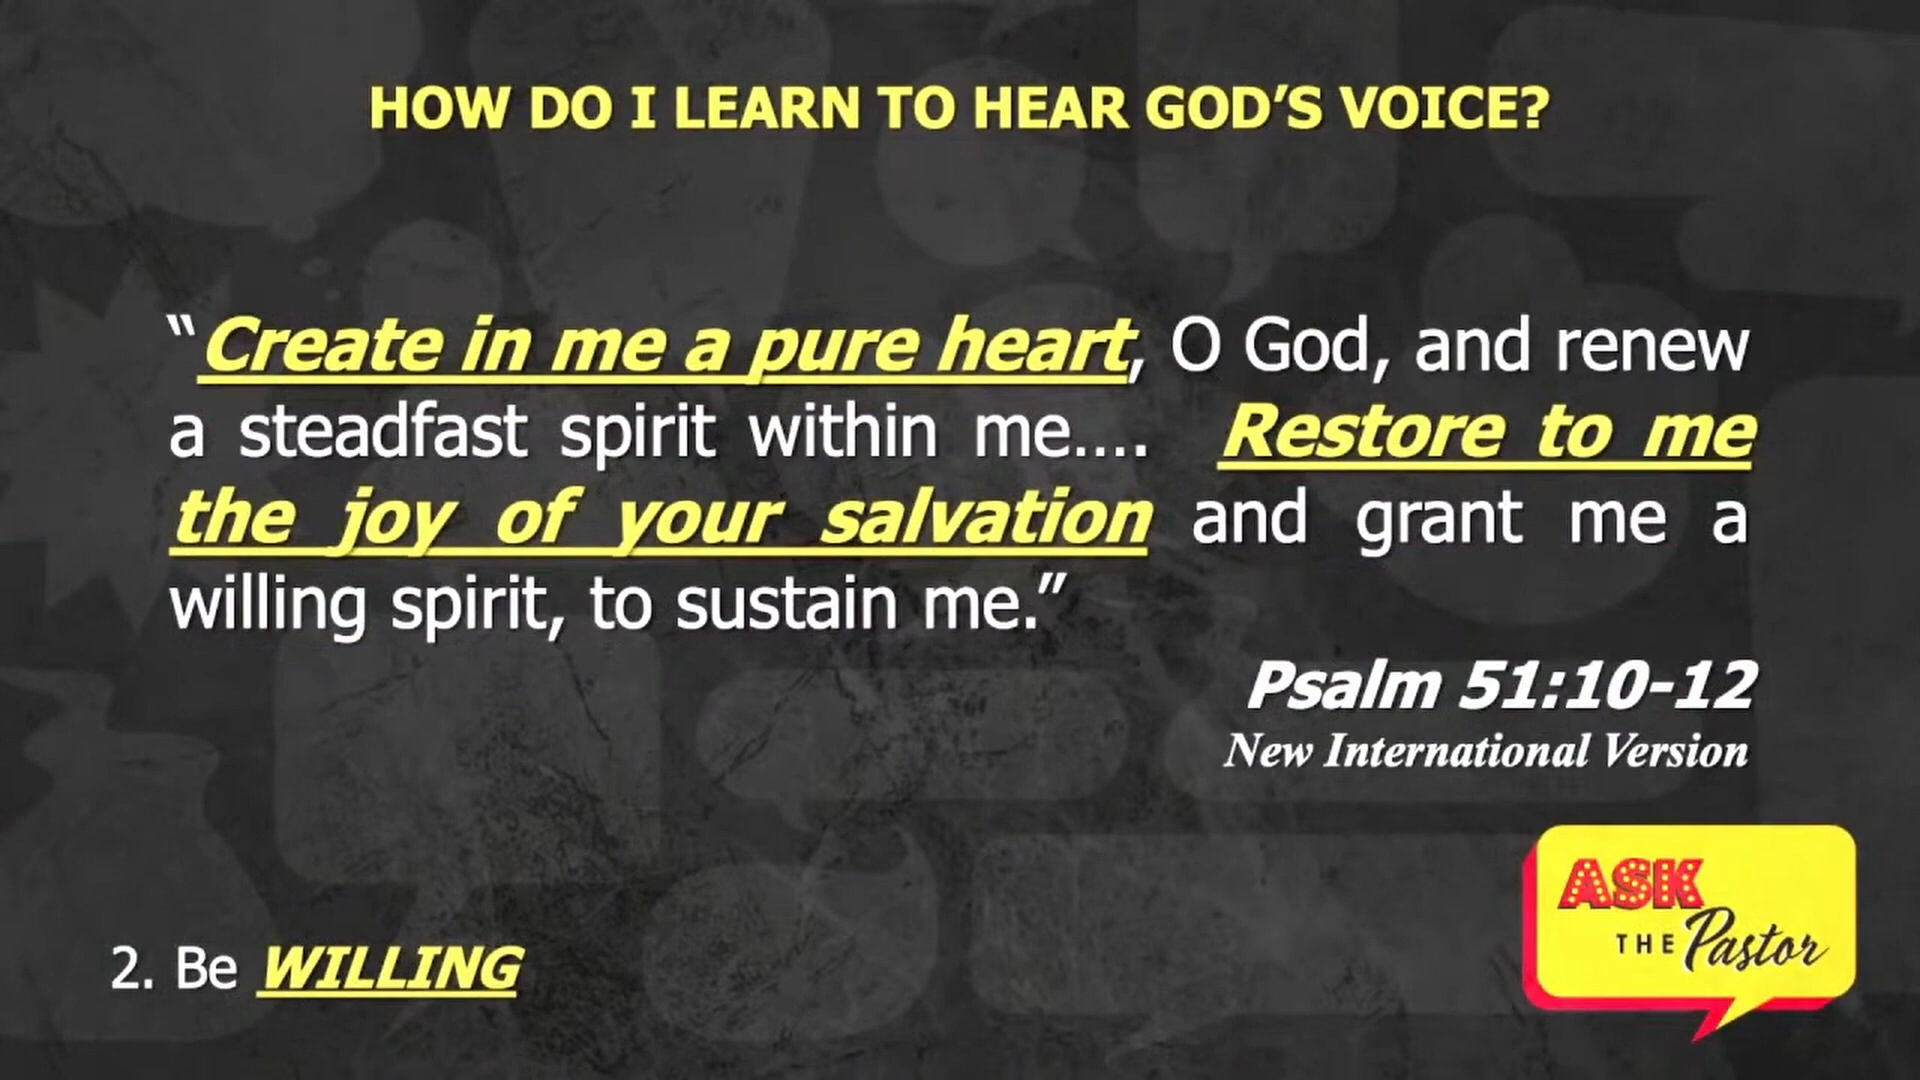 HOW DO I LEARN TO HEAR GOD’S VOICE?
“Create in me a pure heart, O God, and renew
a steadfast spirit within me…. Restore to me
the joy of your salvation and grant me a
willing spirit, to sustain me.”
Psalm 51:10-12
New International Version
2. Be WILLING
ASK
THE Pastor